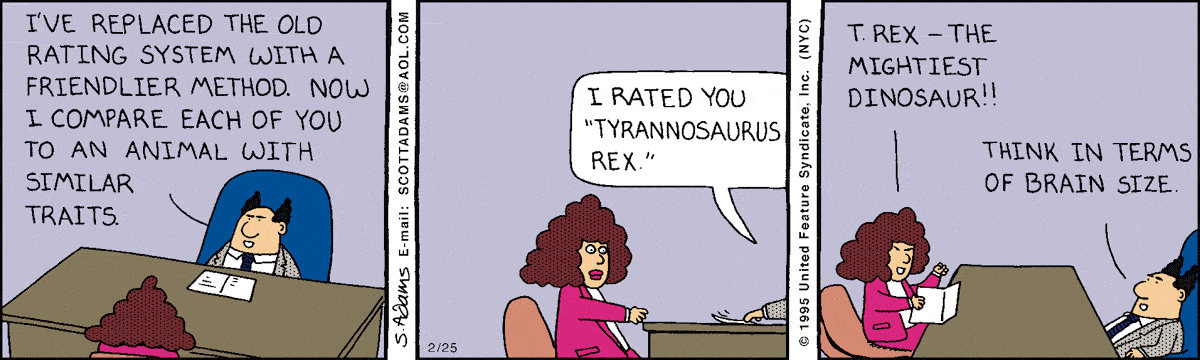 I'VE REPLACED THE OLD
RATING SYSTEM WITH A
FRIENDLIER METHOD. NOW
I COMPARE EACH OF YOU
TO AN ANIMAL WITH
SIMILAR
TRAITS.
S. ADAMS E-mail: SCOTTADAMS@AOL.COM
I RATED YOU
"TYRANNOSAURUS
REX."
2/25
© 1995 United Feature Syndicate, Inc. (NYC)
T. REX – THE
MIGHTIEST
DINOSAUR!!
THINK IN TERMS
OF BRAIN SIZE.